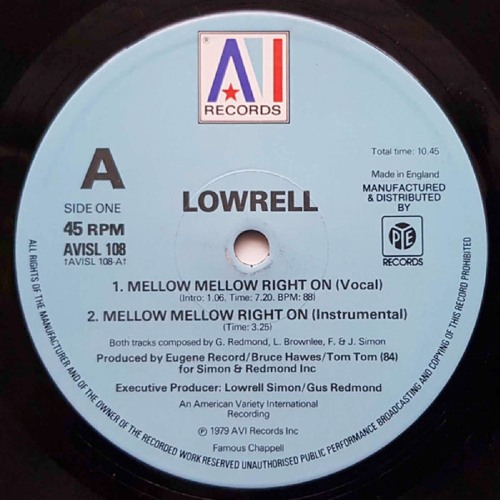 AVI
RECORDS
A
SIDE ONE
45 RPM
AVISL 108
†AVISL 108-A†
LOWRELL
Total time: 10.45
Made in England
MANUFACTURED
& DISTRIBUTED
BY
PYE
RECORDS
1. MELLOW MELLOW RIGHT ON (Vocal)
(Intro: 1.06. Time: 7.20. BPM: 88)
2. MELLOW MELLOW RIGHT ON (Instrumental)
(Time: 3.25)
Both tracks composed by G. Redmond, L. Brownlee, F. & J. Simon
Produced by Eugene Record/Bruce Hawes/Tom Tom (84)
for Simon & Redmond Inc
Executive Producer: Lowrell Simon/Gus Redmond
An American Variety International
Recording
Ⓟ 1979 AVI Records Inc
Famous Chappell
ALL RIGHTS OF THE MANUFACTURER AND OF THE OWNER OF THE RECORDED WORK RESERVED UNAUTHORISED PUBLIC PERFORMANCE BROADCASTING AND COPYING OF THIS RECORD PROHIBITED